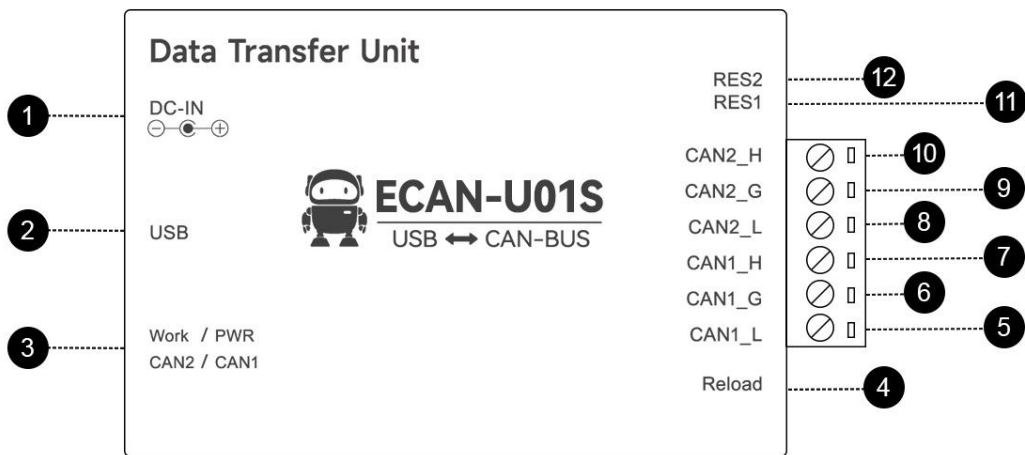 Data Transfer Unit
1
DC-IN
2
USB
3
Work / PWR
CAN2 / CAN1
ECAN-U01S
USB ↔ CAN-BUS
RES2
12
RES1
11
CAN2_H
10
CAN2_G
9
CAN2_L
8
CAN1_H
7
CAN1_G
6
CAN1_L
5
Reload
4